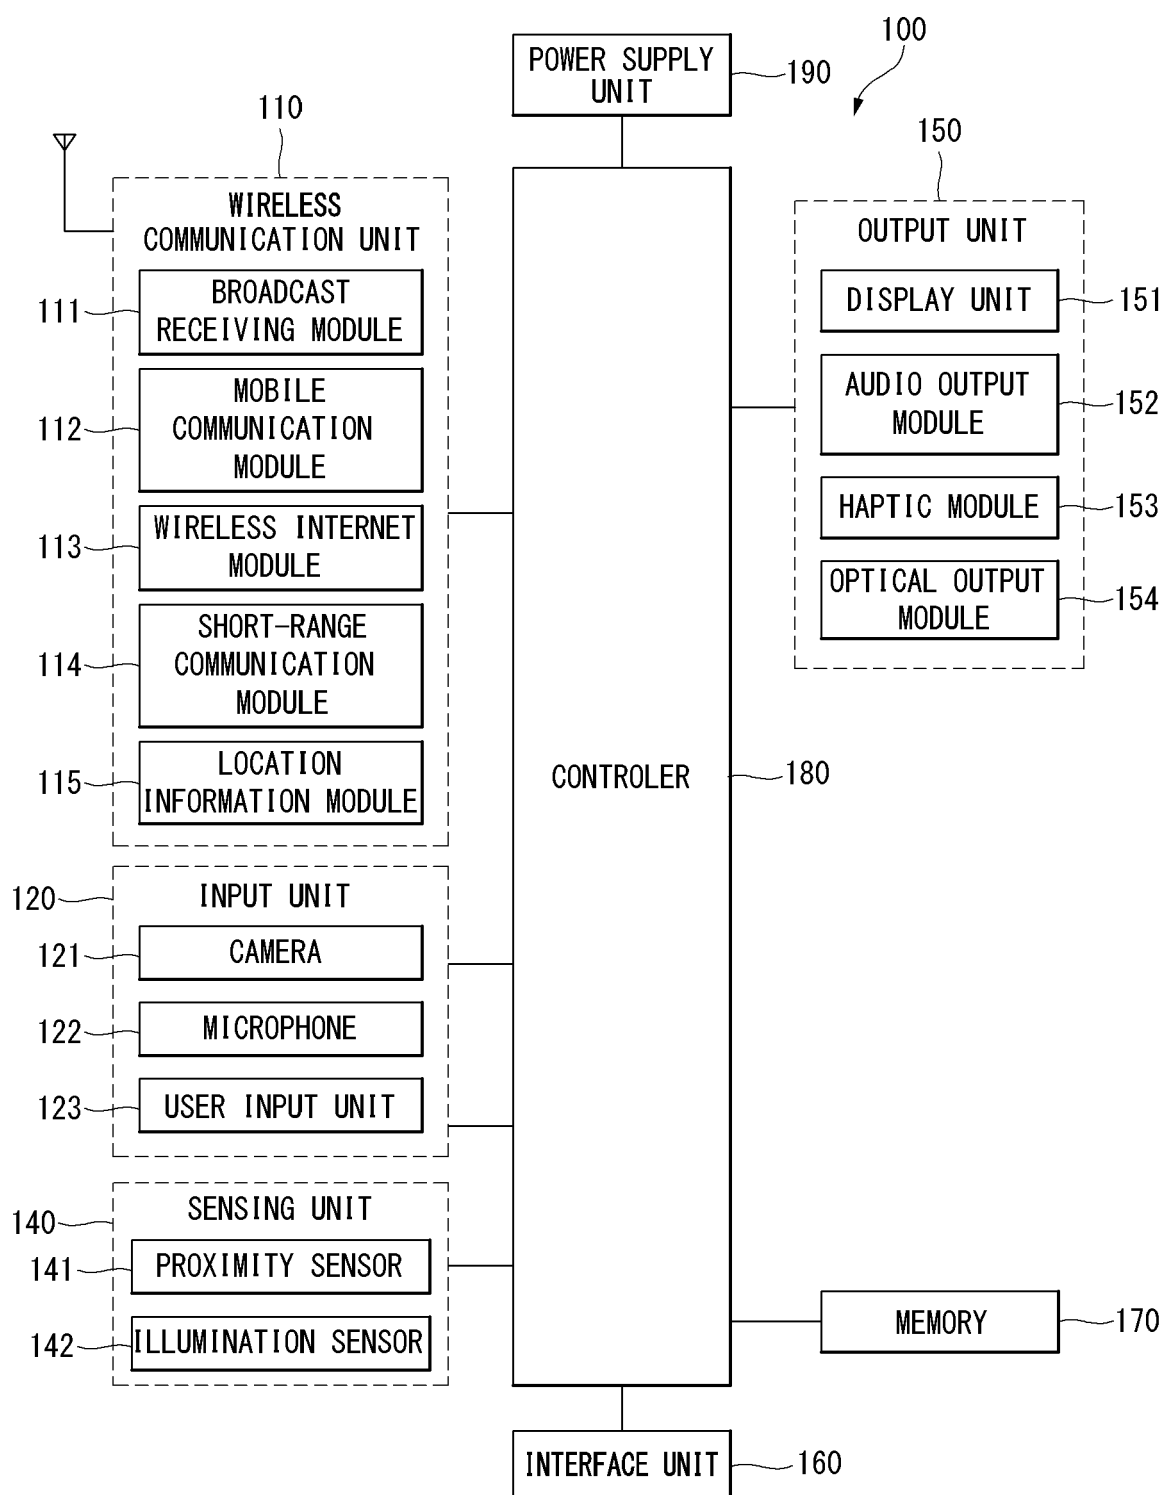 100
POWER SUPPLY
UNIT
190
110
WIRELESS
COMMUNICATION UNIT
111
BROADCAST
RECEIVING MODULE
112
MOBILE
COMMUNICATION
MODULE
113
WIRELESS INTERNET
MODULE
114
SHORT-RANGE
COMMUNICATION
MODULE
115
LOCATION
INFORMATION MODULE
120
INPUT UNIT
121
CAMERA
122
MICROPHONE
123
USER INPUT UNIT
140
SENSING UNIT
141
PROXIMITY SENSOR
142
ILLUMINATION SENSOR
CONTROLER
180
150
OUTPUT UNIT
DISPLAY UNIT
151
AUDIO OUTPUT
MODULE
152
HAPTIC MODULE
153
OPTICAL OUTPUT
MODULE
154
MEMORY
170
INTERFACE UNIT
160